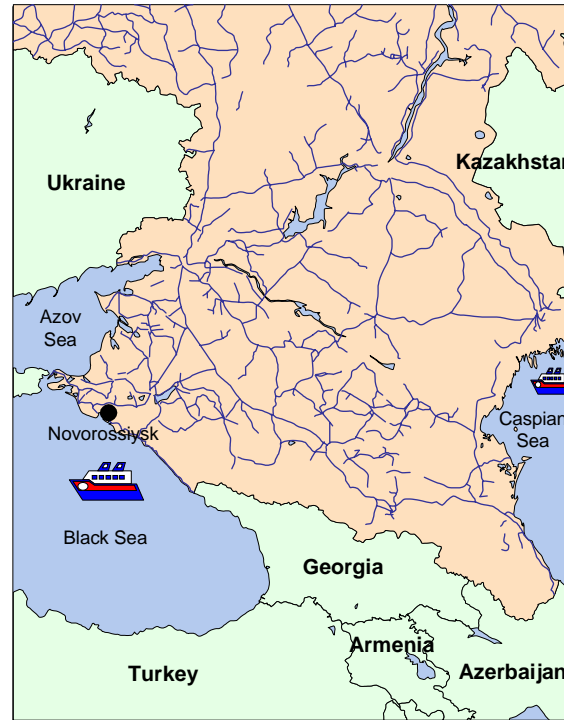 Kazakhstan
Ukraine
Azov
Sea
Caspian
Sea
Novorossiysk
Black Sea
Georgia
Armenia
Turkey
Azerbaijan